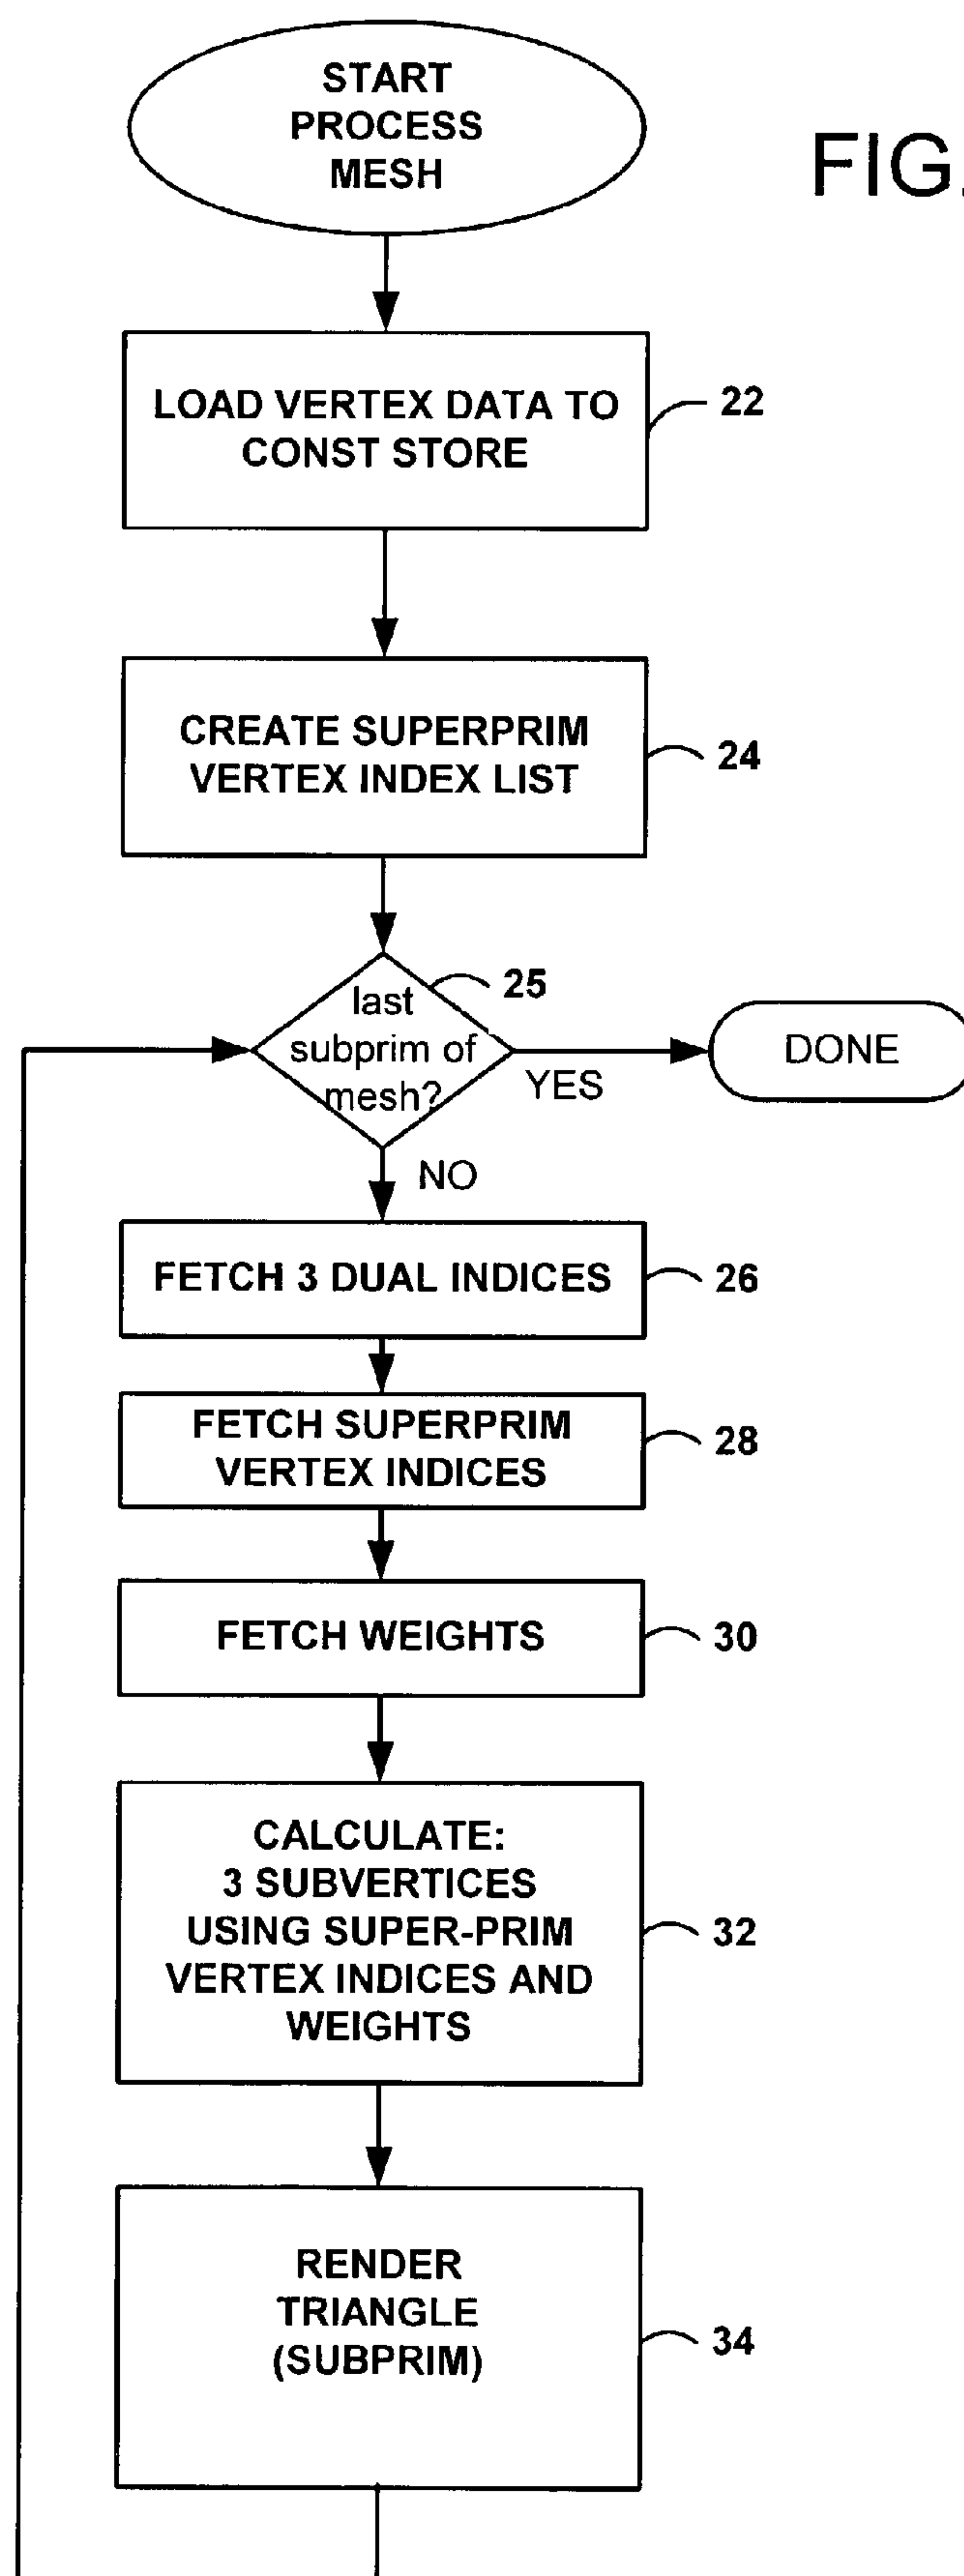 START
PROCESS
MESH
FIG.
LOAD VERTEX DATA TO
CONST STORE
22
CREATE SUPERPRIM
VERTEX INDEX LIST
24
25
last
subprim of
mesh?
YES
DONE
NO
FETCH 3 DUAL INDICES
26
FETCH SUPERPRIM
VERTEX INDICES
28
FETCH WEIGHTS
30
CALCULATE:
3 SUBVERTICES
USING SUPER-PRIM
VERTEX INDICES AND
WEIGHTS
32
RENDER
TRIANGLE
(SUBPRIM)
34